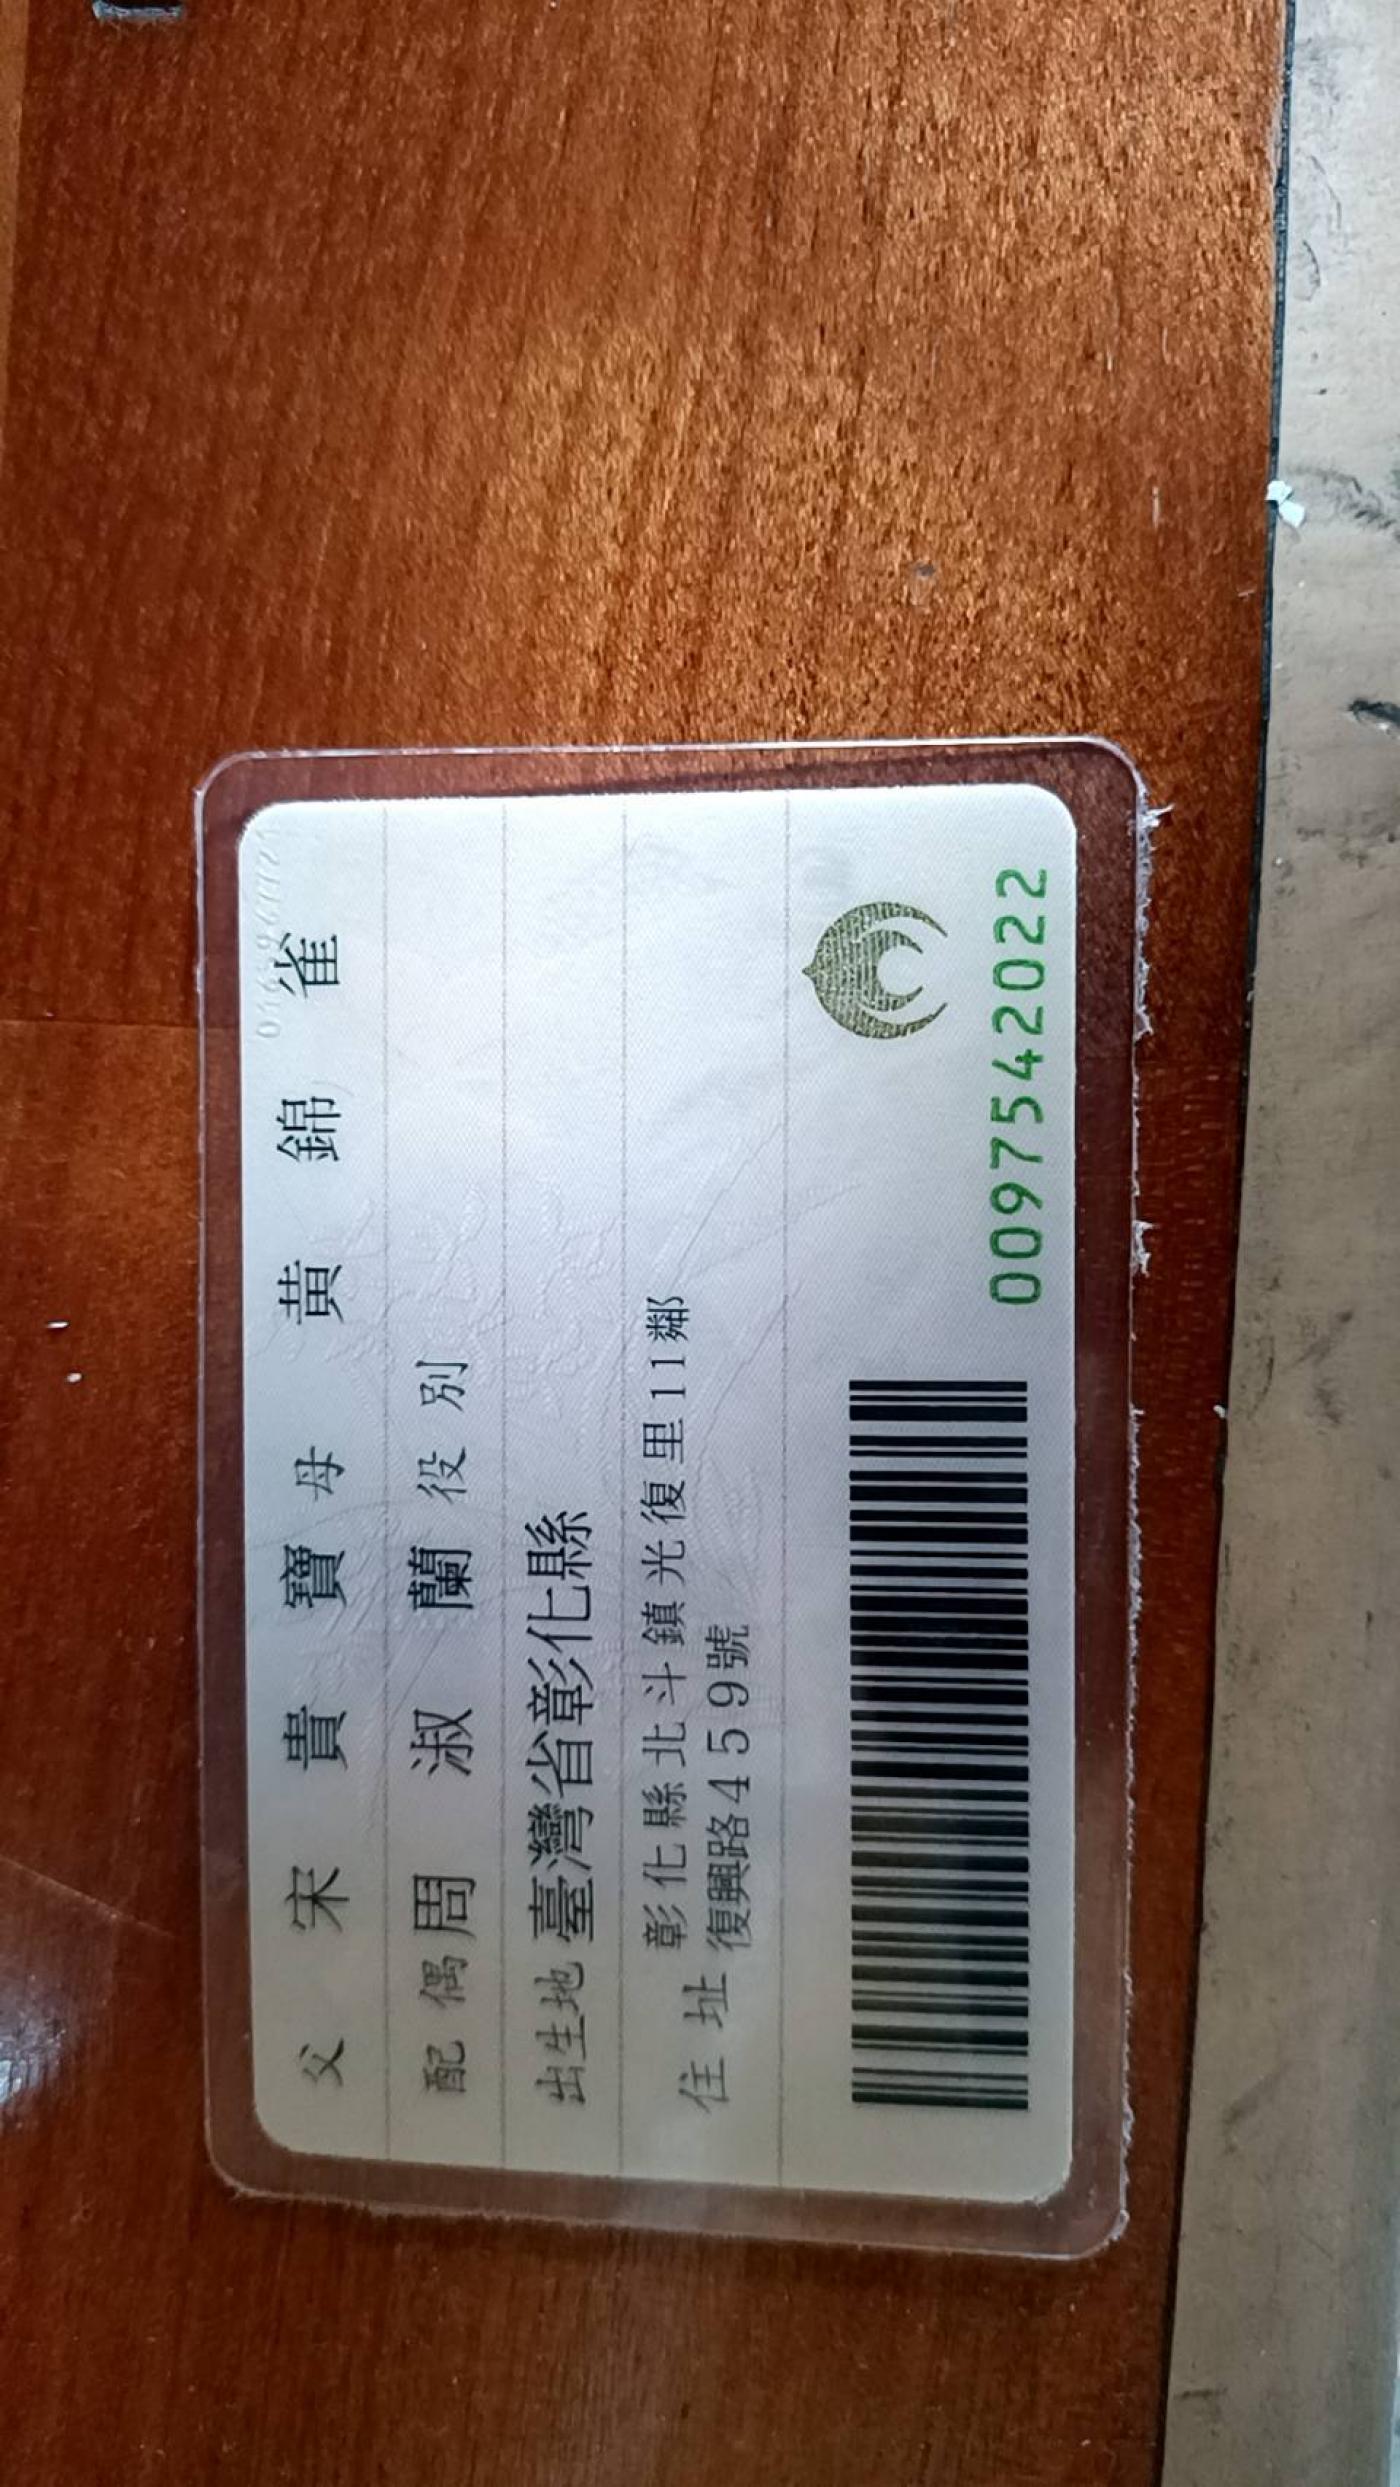 父 宋 貴 寶 母 黃 錦 雀
配偶 周 淑 蘭 役別
出生地 臺灣省彰化縣
住址 彰化縣北斗鎮光復里11鄰
復興路459號
0097542022